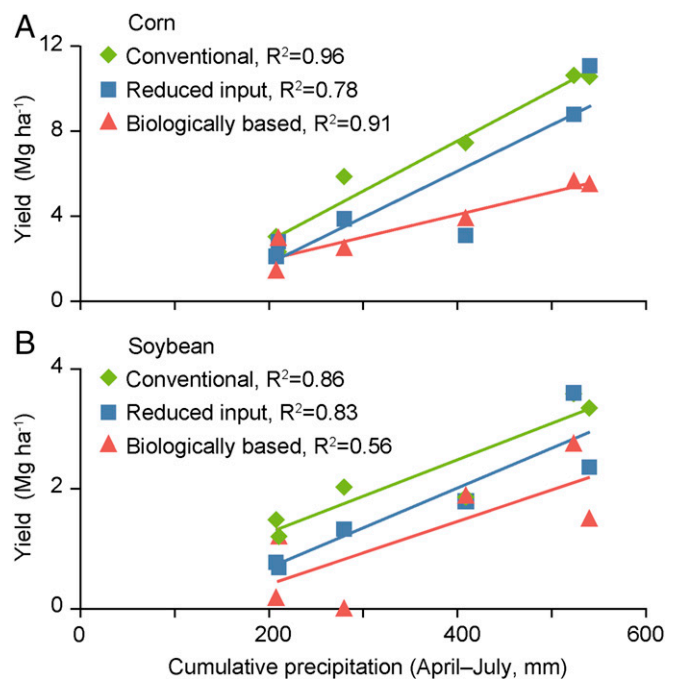 A
Corn
12
Conventional, R²=0.96
Reduced input, R²=0.78
Biologically based, R²=0.91
8
4
0
Yield (Mg ha⁻¹)
B
Soybean
4
Conventional, R²=0.86
Reduced input, R²=0.83
Biologically based, R²=0.56
2
0
Yield (Mg ha⁻¹)
0 200 400 600
Cumulative precipitation (April–July, mm)